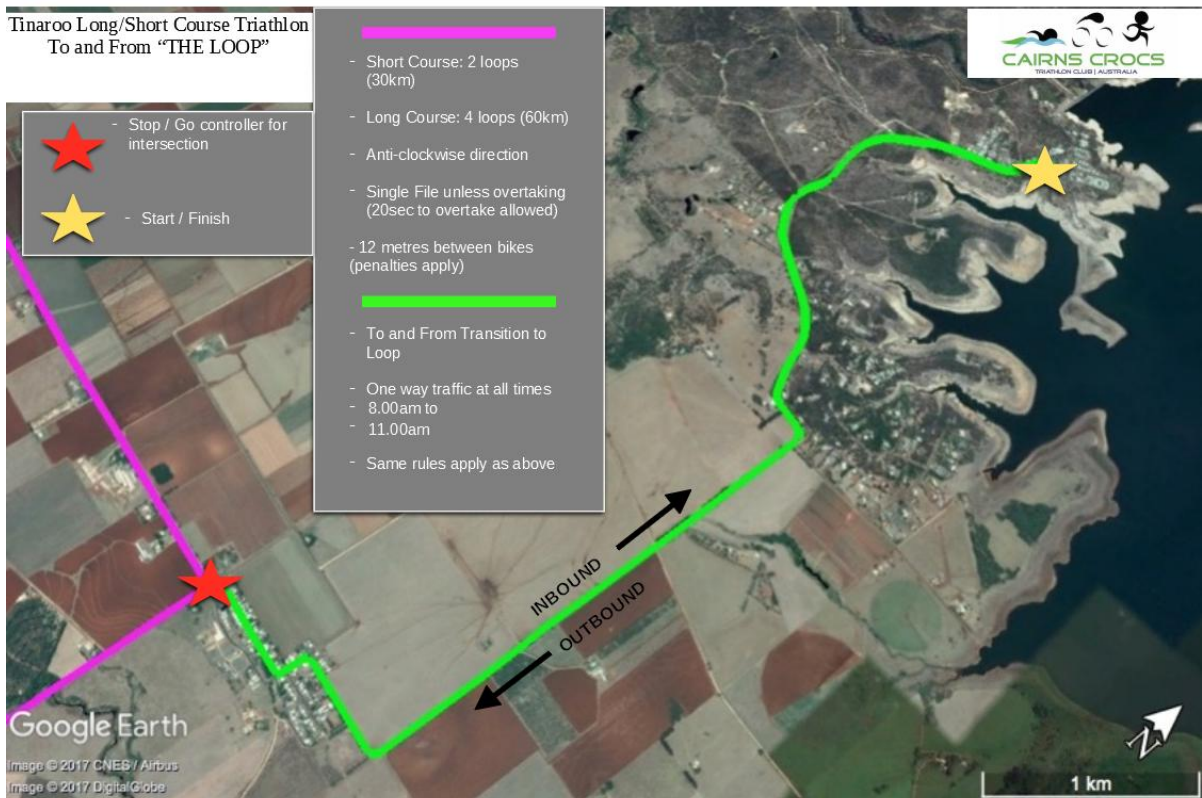 Tinaroo Long/Short Course Triathlon
To and From “THE LOOP”
- Stop / Go controller for
intersection
- Start / Finish
- Short Course: 2 loops
(30km)
- Long Course: 4 loops (60km)
- Anti-clockwise direction
- Single File unless overtaking
(20sec to overtake allowed)
- 12 metres between bikes
(penalties apply)
- To and From Transition to
Loop
- One way traffic at all times
- 8.00am to
- 11.00am
- Same rules apply as above
CAIRNS CROCS
TRIATHLON CLUB | AUSTRALIA
INBOUND
OUTBOUND
Google Earth
Image © 2017 CNES / Airbus
Image © 2017 DigitalGlobe
N
1 km